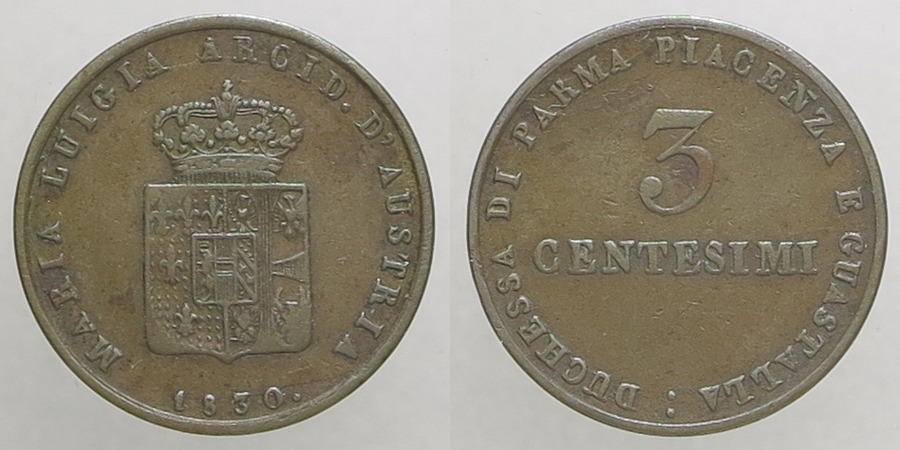 MARIA LUIGIA ARCID. D'AUSTRIA
1830.
DUCHESSA DI PARMA PIACENZA E GUASTALLA :
3
CENTESIMI